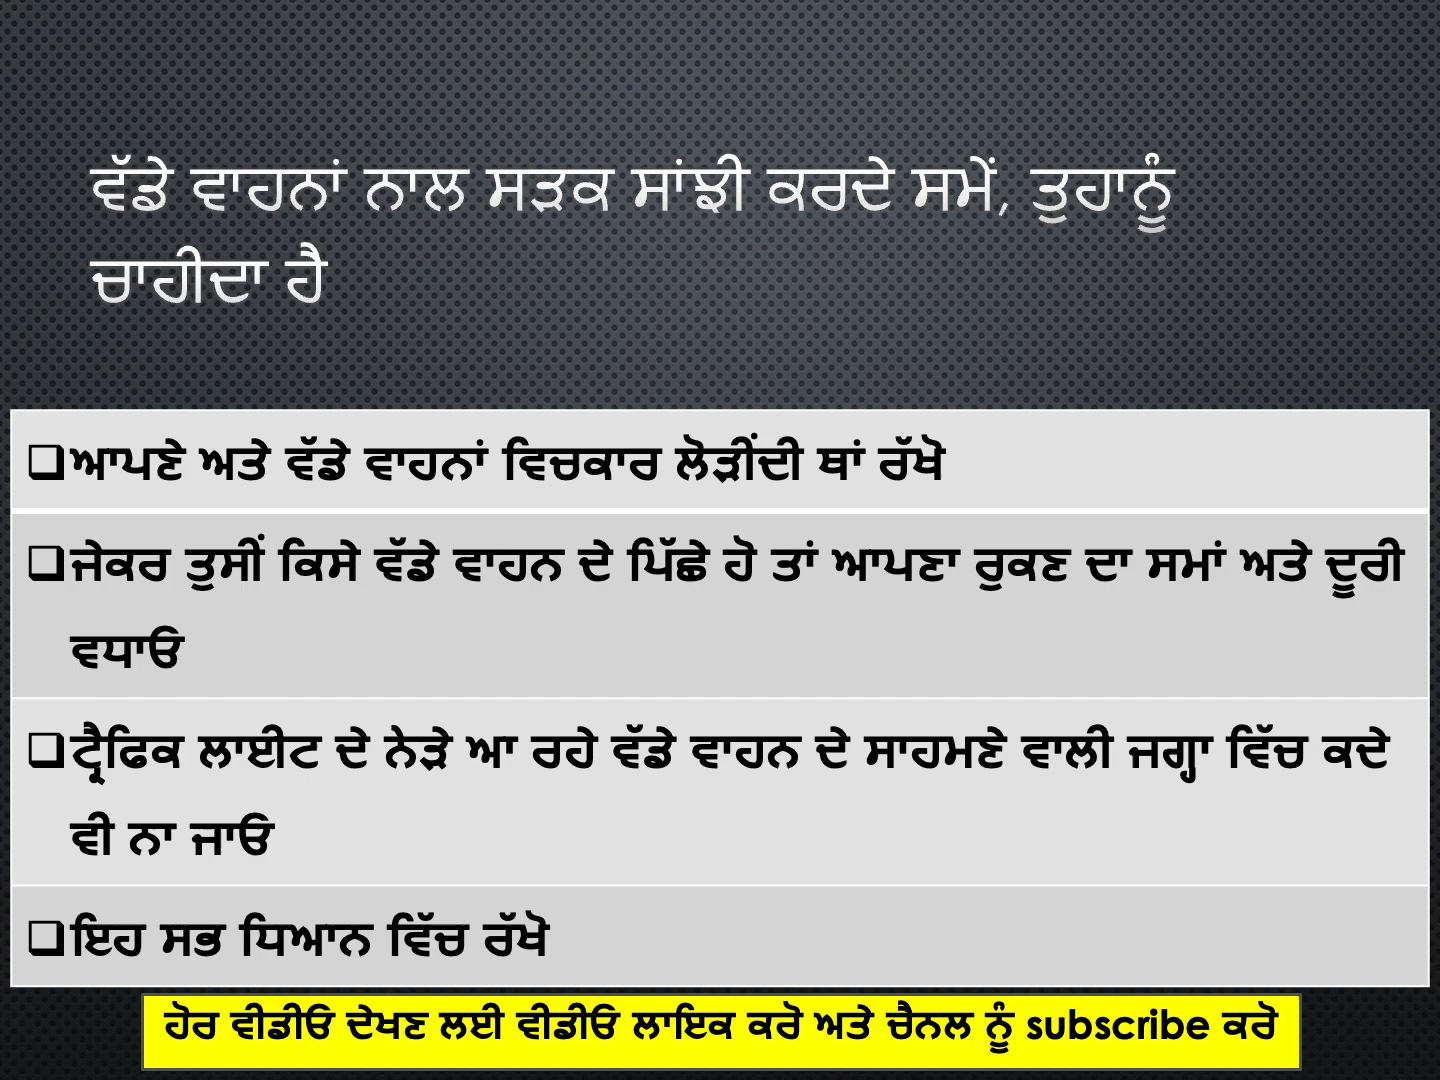 ਵੱਡੇ ਵਾਹਨਾਂ ਨਾਲ ਸੜਕ ਸਾਂਝੀ ਕਰਦੇ ਸਮੇਂ, ਤੁਹਾਨੂੰ
ਚਾਹੀਦਾ ਹੈ
❑ਆਪਣੇ ਅਤੇ ਵੱਡੇ ਵਾਹਨਾਂ ਵਿਚਕਾਰ ਲੋੜੀਂਦੀ ਥਾਂ ਰੱਖੋ
❑ਜੇਕਰ ਤੁਸੀਂ ਕਿਸੇ ਵੱਡੇ ਵਾਹਨ ਦੇ ਪਿੱਛੇ ਹੋ ਤਾਂ ਆਪਣਾ ਰੁਕਣ ਦਾ ਸਮਾਂ ਅਤੇ ਦੂਰੀ
ਵਧਾਓ
❑ਟ੍ਰੈਫਿਕ ਲਾਈਟ ਦੇ ਨੇੜੇ ਆ ਰਹੇ ਵੱਡੇ ਵਾਹਨ ਦੇ ਸਾਹਮਣੇ ਵਾਲੀ ਜਗ੍ਹਾ ਵਿੱਚ ਕਦੇ
ਵੀ ਨਾ ਜਾਓ
❑ਇਹ ਸਭ ਧਿਆਨ ਵਿੱਚ ਰੱਖੋ
ਹੋਰ ਵੀਡੀਓ ਦੇਖਣ ਲਈ ਵੀਡੀਓ ਲਾਇਕ ਕਰੋ ਅਤੇ ਚੈਨਲ ਨੂੰ subscribe ਕਰੋ